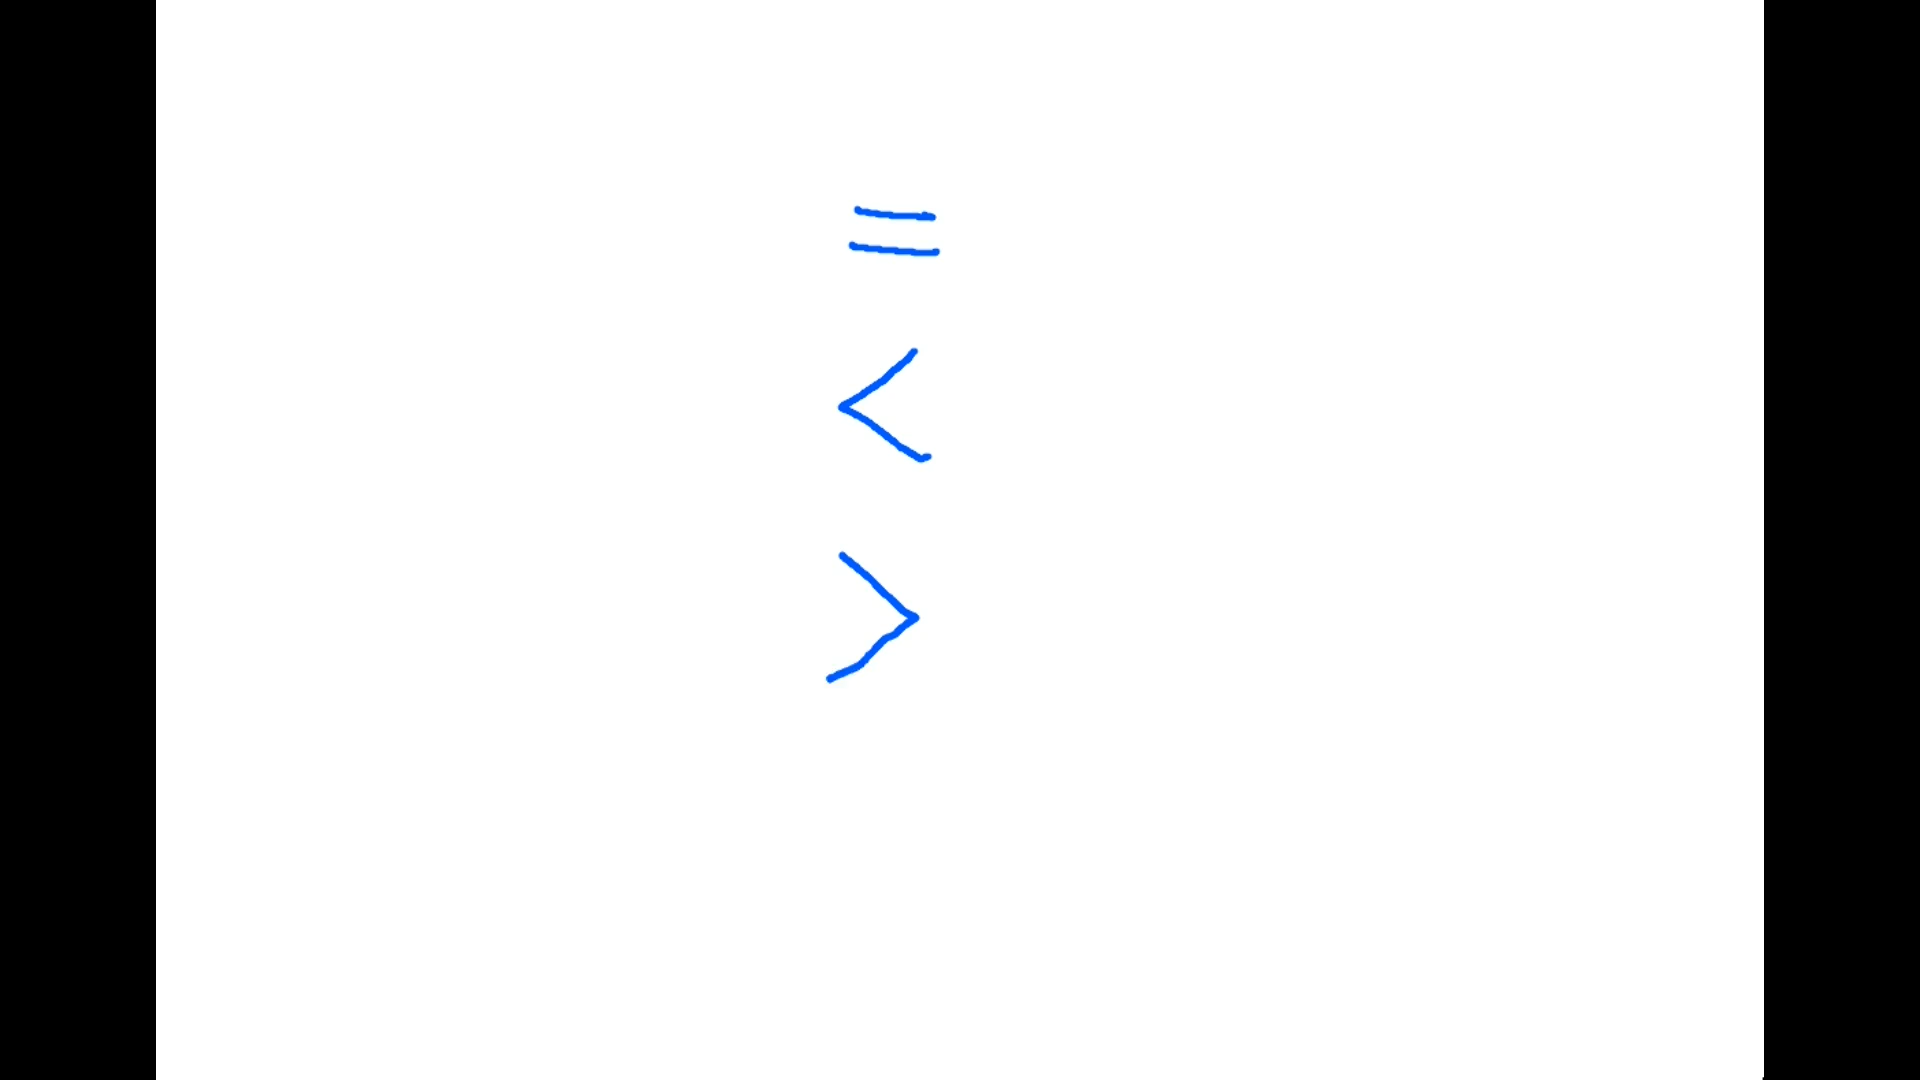 =
<
>